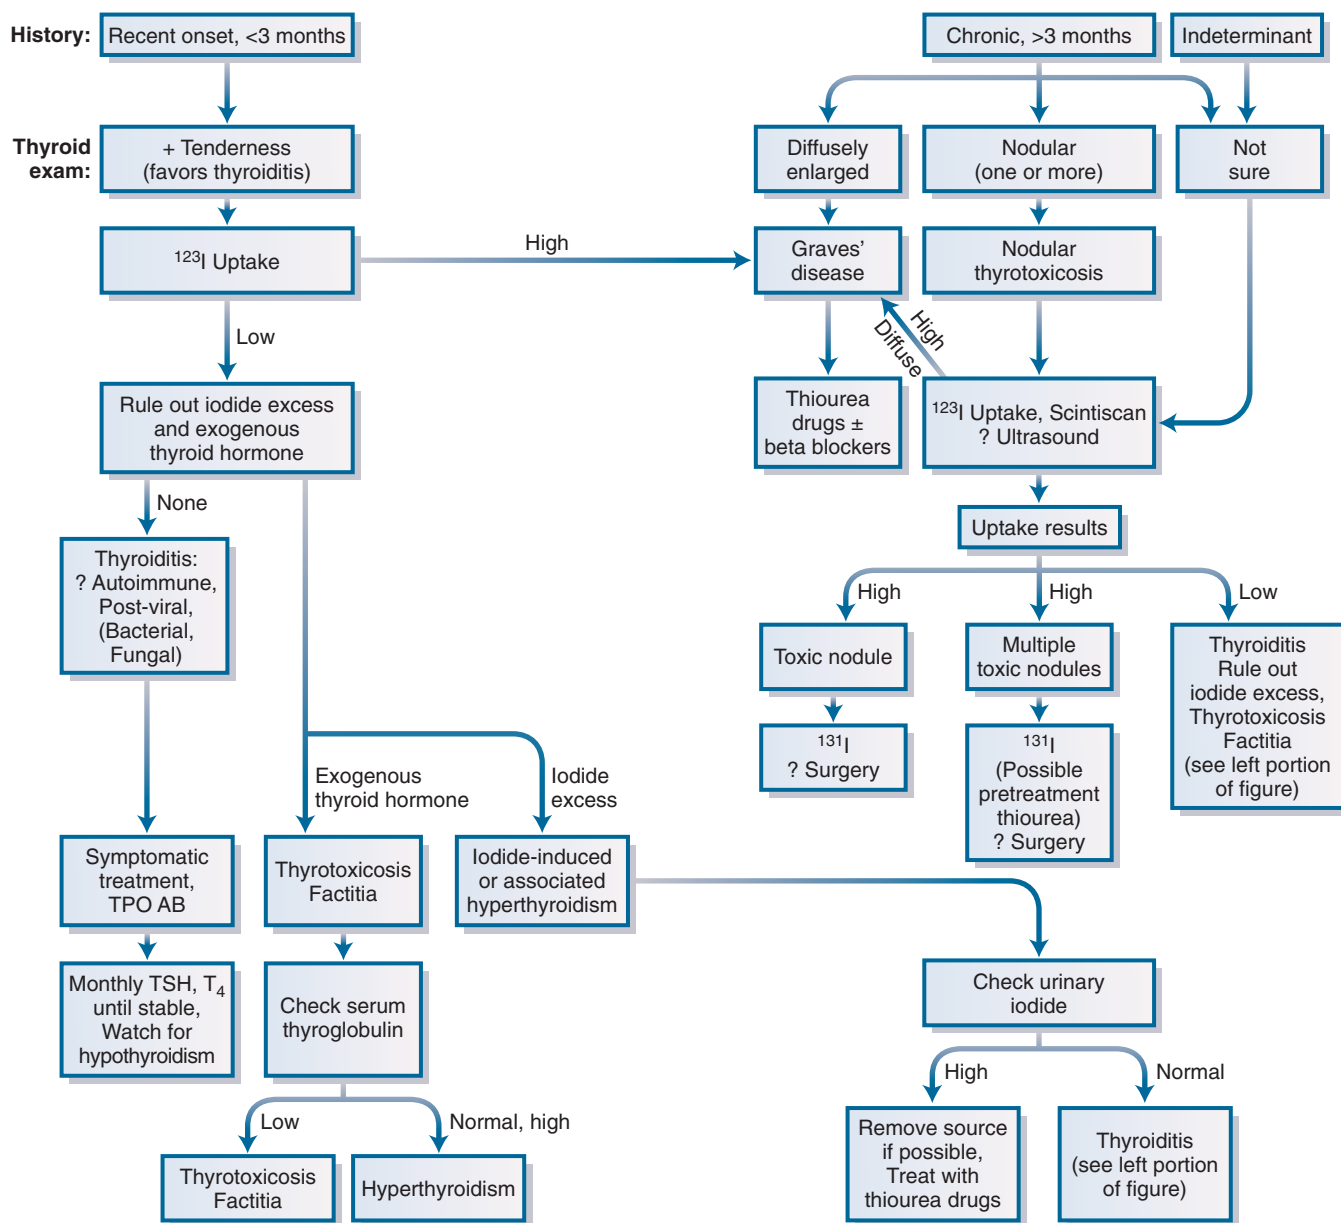 History:
Recent onset, <3 months
Chronic, >3 months
Indeterminant
Thyroid
exam:
+ Tenderness
(favors thyroiditis)
Diffusely
enlarged
Nodular
(one or more)
Not
sure
¹²³I Uptake
High
Graves’
disease
Nodular
thyrotoxicosis
Low
High
Diffuse
Rule out iodide excess
and exogenous
thyroid hormone
Thiourea
drugs ±
beta blockers
¹²³I Uptake, Scintiscan
? Ultrasound
None
Uptake results
Thyroiditis:
? Autoimmune,
Post-viral,
(Bacterial,
Fungal)
High
High
Low
Toxic nodule
Multiple
toxic nodules
Thyroiditis
Rule out
iodide excess,
Thyrotoxicosis
Factitia
(see left portion
of figure)
¹³¹I
? Surgery
¹³¹I
(Possible
pretreatment
thiourea)
? Surgery
Exogenous
thyroid hormone
Iodide
excess
Symptomatic
treatment,
TPO AB
Thyrotoxicosis
Factitia
Iodide-induced
or associated
hyperthyroidism
Monthly TSH, T₄
until stable,
Watch for
hypothyroidism
Check serum
thyroglobulin
Check urinary
iodide
Low
Normal, high
High
Normal
Thyrotoxicosis
Factitia
Hyperthyroidism
Remove source
if possible,
Treat with
thiourea drugs
Thyroiditis
(see left portion
of figure)